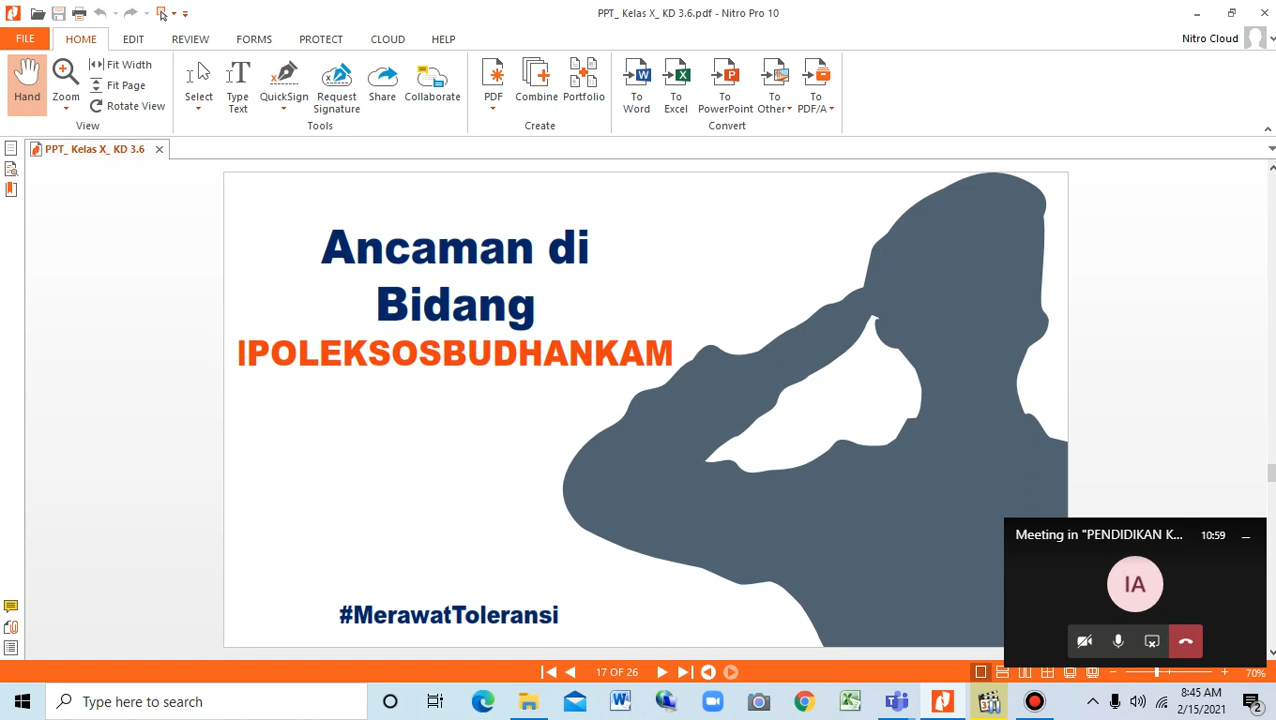 PPT_ Kelas X_ KD 3.6.pdf - Nitro Pro 10
FILE
HOME
EDIT
REVIEW
FORMS
PROTECT
CLOUD
HELP
Nitro Cloud
Hand
Zoom
Fit Width
Fit Page
Rotate View
View
Select
Type
Text
QuickSign
Request
Signature
Share
Collaborate
Tools
PDF
Combine
Portfolio
Create
To
Word
To
Excel
To
PowerPoint
To
Other
To
PDF/A
Convert
PPT_ Kelas X_ KD 3.6
Ancaman di
Bidang
IPOLEKSOSBUDHANKAM
#MerawatToleransi
Meeting in "PENDIDIKAN K...
10:59
IA
17 OF 26
70%
Type here to search
8:45 AM
2/15/2021
2